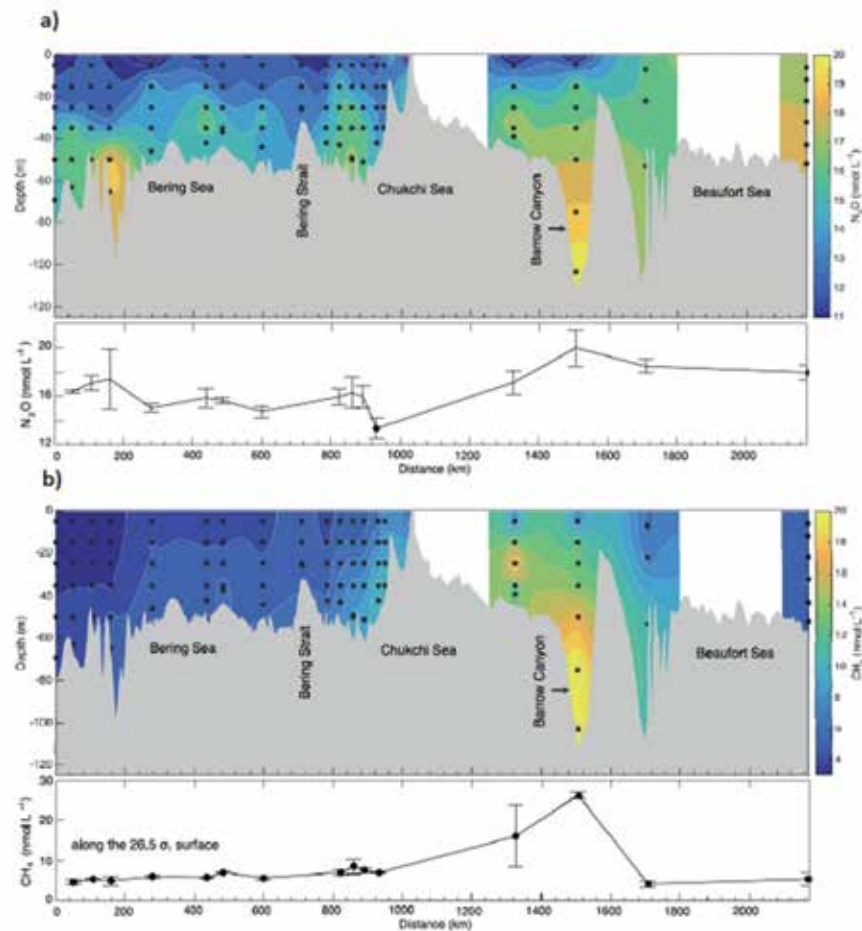 a)
0
-20
-40
-60
-80
-100
-120
Depth [m]
Bering Sea
Bering Strait
Chukchi Sea
Barrow Canyon
Beaufort Sea
20
19
18
17
16
15
14
13
12
11
N₂O (nmol L⁻¹)
20
16
12
N₂O (nmol L⁻¹)
0 200 400 600 800 1000 1200 1400 1600 1800 2000
Distance (km)
b)
0
-20
-40
-60
-80
-100
-120
Depth [m]
Bering Sea
Bering Strait
Chukchi Sea
Barrow Canyon
Beaufort Sea
20
18
16
14
12
10
8
6
4
CH₄ (nmol L⁻¹)
30
20
10
0
CH₄ (nmol L⁻¹)
along the 26.5 σ, surface
0 200 400 600 800 1000 1200 1400 1600 1800 2000
Distance (km)